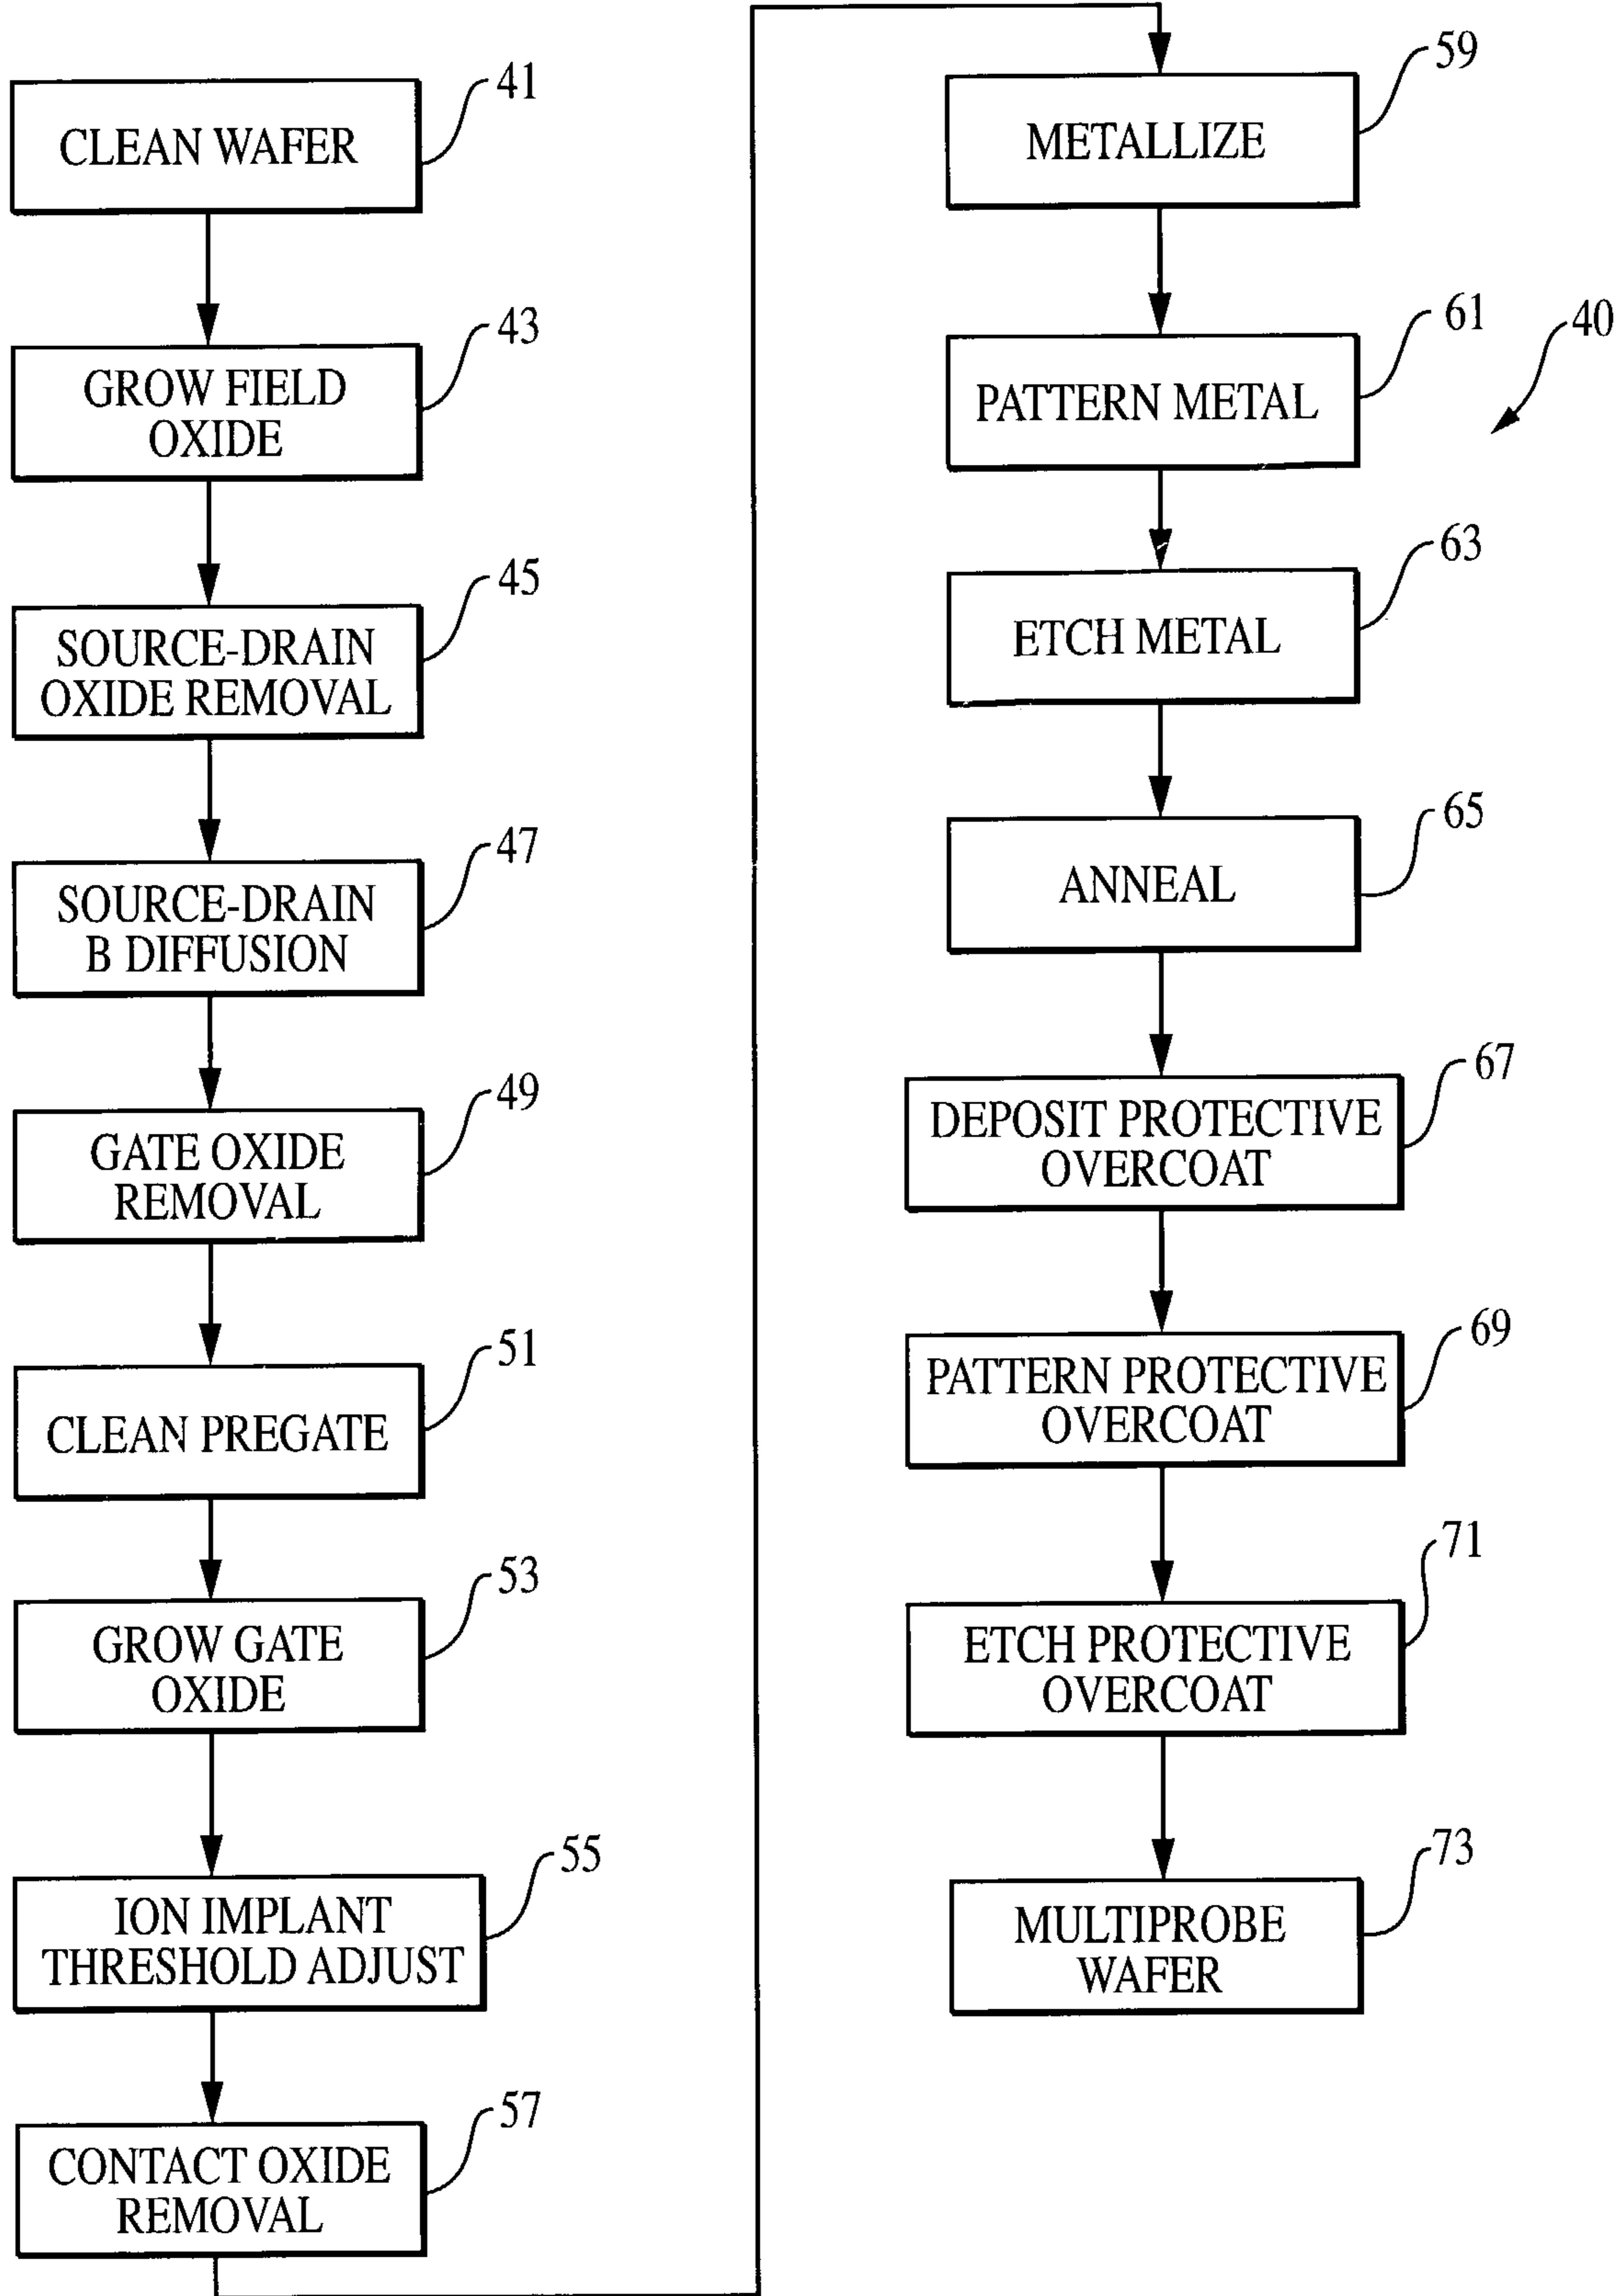 CLEAN WAFER
41
GROW FIELD
OXIDE
43
SOURCE-DRAIN
OXIDE REMOVAL
45
SOURCE-DRAIN
B DIFFUSION
47
GATE OXIDE
REMOVAL
49
CLEAN PREGATE
51
GROW GATE
OXIDE
53
ION IMPLANT
THRESHOLD ADJUST
55
CONTACT OXIDE
REMOVAL
57
METALLIZE
59
PATTERN METAL
61
40
ETCH METAL
63
ANNEAL
65
DEPOSIT PROTECTIVE
OVERCOAT
67
PATTERN PROTECTIVE
OVERCOAT
69
ETCH PROTECTIVE
OVERCOAT
71
MULTIPROBE
WAFER
73